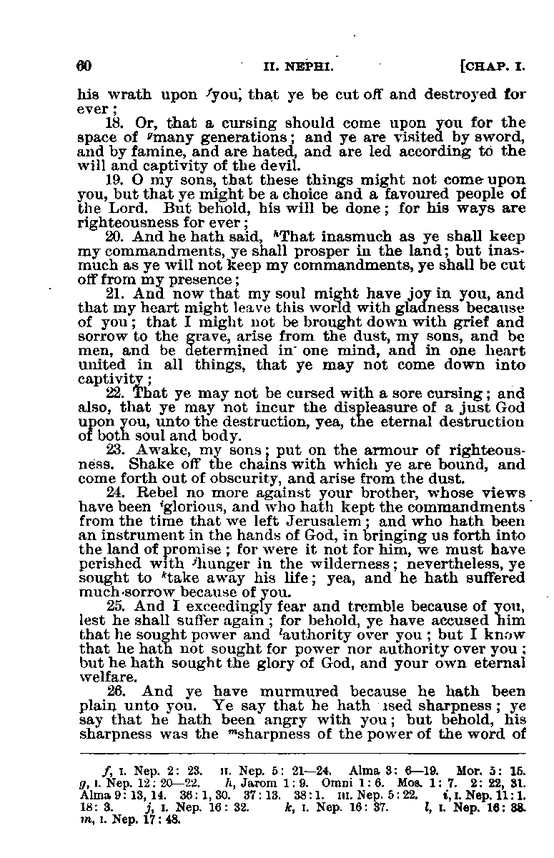 60 II. NEPHI. [CHAP. I.
his wrath upon ᶠyou, that ye be cut off and destroyed for
ever;
18. Or, that a cursing should come upon you for the
space of ᵍmany generations; and ye are visited by sword,
and by famine, and are hated, and are led according to the
will and captivity of the devil.
19. O my sons, that these things might not come upon
you, but that ye might be a choice and a favoured people of
the Lord. But behold, his will be done; for his ways are
righteousness for ever;
20. And he hath said, ʰThat inasmuch as ye shall keep
my commandments, ye shall prosper in the land; but inas-
much as ye will not keep my commandments, ye shall be cut
off from my presence;
21. And now that my soul might have joy in you, and
that my heart might leave this world with gladness because
of you; that I might not be brought down with grief and
sorrow to the grave, arise from the dust, my sons, and be
men, and be determined in one mind, and in one heart
united in all things, that ye may not come down into
captivity;
22. That ye may not be cursed with a sore cursing; and
also, that ye may not incur the displeasure of a just God
upon you, unto the destruction, yea, the eternal destruction
of both soul and body.
23. Awake, my sons; put on the armour of righteous-
ness. Shake off the chains with which ye are bound, and
come forth out of obscurity, and arise from the dust.
24. Rebel no more against your brother, whose views
have been ⁱglorious, and who hath kept the commandments
from the time that we left Jerusalem; and who hath been
an instrument in the hands of God, in bringing us forth into
the land of promise; for were it not for him, we must have
perished with ʲhunger in the wilderness; nevertheless, ye
sought to ᵏtake away his life; yea, and he hath suffered
much sorrow because of you.
25. And I exceedingly fear and tremble because of you,
lest he shall suffer again; for behold, ye have accused him
that he sought power and ˡauthority over you; but I know
that he hath not sought for power nor authority over you;
but he hath sought the glory of God, and your own eternal
welfare.
26. And ye have murmured because he hath been
plain unto you. Ye say that he hath ised sharpness; ye
say that he hath been angry with you; but behold, his
sharpness was the ᵐsharpness of the power of the word of
f, I. Nep. 2: 23. II. Nep. 5: 21—24. Alma 3: 6—19. Mor. 5: 15.
g, I. Nep. 12: 20—22. h, Jarom 1: 9. Omni 1: 6. Mos. 1: 7. 2: 22, 31.
Alma 9: 13, 14. 36: 1, 30. 37: 13. 38: 1. III. Nep. 5: 22. i, I. Nep. 11: 1.
18: 3. j, I. Nep. 16: 32. k, I. Nep. 16: 37. l, I. Nep. 16: 38.
m, I. Nep. 17: 48.